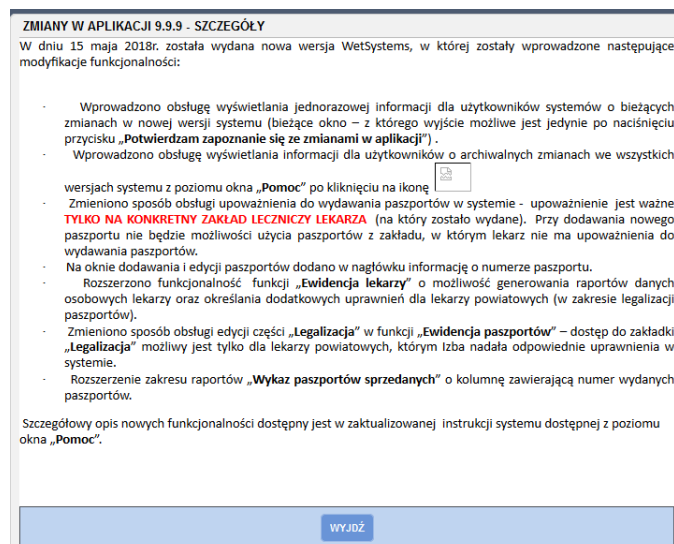 ZMIANY W APLIKACJI 9.9.9 - SZCZEGÓŁY
W dniu 15 maja 2018r. została wydana nowa wersja WetSystems, w której zostały wprowadzone następujące
modyfikacje funkcjonalności:
- Wprowadzono obsługę wyświetlania jednorazowej informacji dla użytkowników systemów o bieżących
zmianach w nowej wersji systemu (bieżące okno – z którego wyjście możliwe jest jedynie po naciśnięciu
przycisku „Potwierdzam zapoznanie się ze zmianami w aplikacji") .
- Wprowadzono obsługę wyświetlania informacji dla użytkowników o archiwalnych zmianach we wszystkich
wersjach systemu z poziomu okna „Pomoc" po kliknięciu na ikonę
- Zmieniono sposób obsługi upoważnienia do wydawania paszportów w systemie - upoważnienie jest ważne
TYLKO NA KONKRETNY ZAKŁAD LECZNICZY LEKARZA (na który zostało wydane). Przy dodawania nowego
paszportu nie będzie możliwości użycia paszportów z zakładu, w którym lekarz nie ma upoważnienia do
wydawania paszportów.
- Na oknie dodawania i edycji paszportów dodano w nagłówku informację o numerze paszportu.
- Rozszerzono funkcjonalność funkcji „Ewidencja lekarzy" o możliwość generowania raportów danych
osobowych lekarzy oraz określania dodatkowych uprawnień dla lekarzy powiatowych (w zakresie legalizacji
paszportów).
- Zmieniono sposób obsługi edycji części „Legalizacja" w funkcji „Ewidencja paszportów" – dostęp do zakładki
„Legalizacja" możliwy jest tylko dla lekarzy powiatowych, którym Izba nadała odpowiednie uprawnienia w
systemie.
- Rozszerzenie zakresu raportów „Wykaz paszportów sprzedanych" o kolumnę zawierającą numer wydanych
paszportów.
Szczegółowy opis nowych funkcjonalności dostępny jest w zaktualizowanej instrukcji systemu dostępnej z poziomu
okna „Pomoc".
WYJDŹ